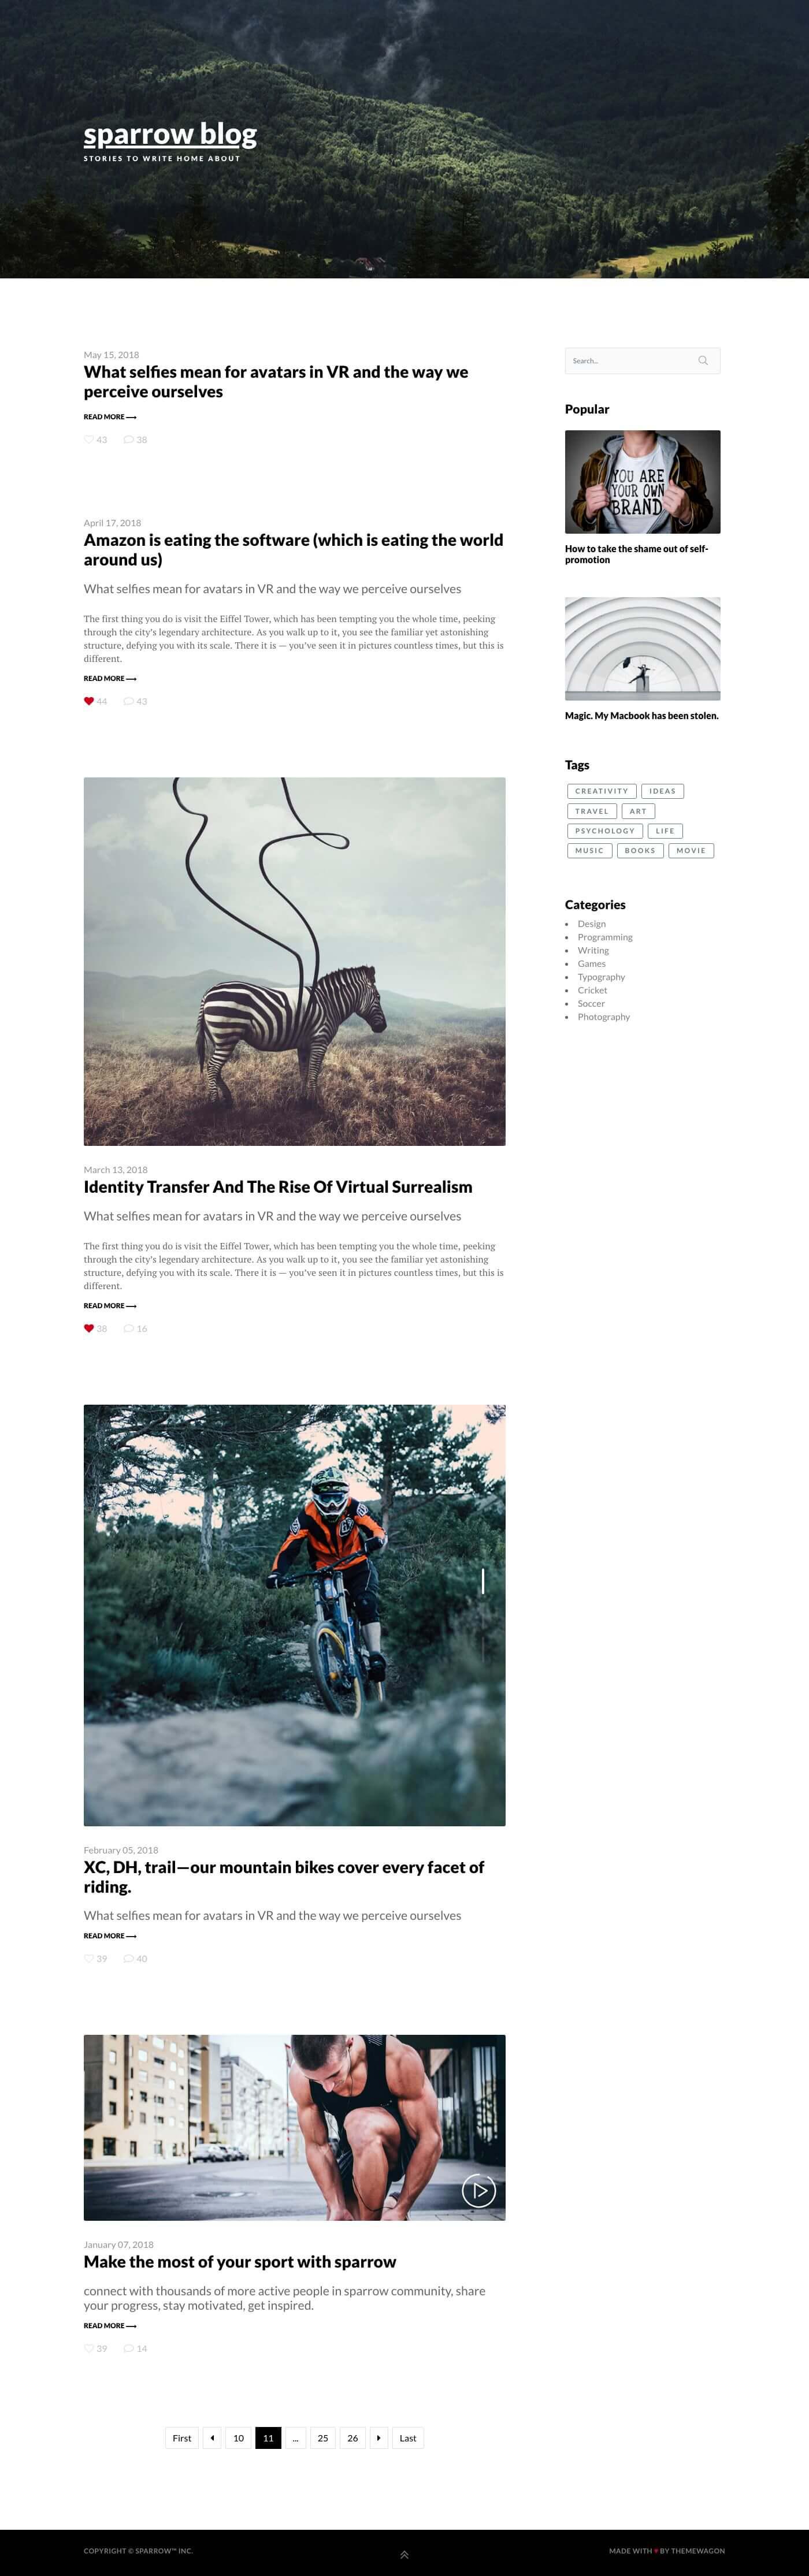 sparrow blog
STORIES TO WRITE HOME ABOUT
May 15, 2018
What selfies mean for avatars in VR and the way we
perceive ourselves
READ MORE
43 38
April 17, 2018
Amazon is eating the software (which is eating the world
around us)
What selfies mean for avatars in VR and the way we perceive ourselves
The first thing you do is visit the Eiffel Tower, which has been tempting you the whole time, peeking
through the city’s legendary architecture. As you walk up to it, you see the familiar yet astonishing
structure, defying you with its scale. There it is — you’ve seen it in pictures countless times, but this is
different.
READ MORE
44 43
March 13, 2018
Identity Transfer And The Rise Of Virtual Surrealism
What selfies mean for avatars in VR and the way we perceive ourselves
The first thing you do is visit the Eiffel Tower, which has been tempting you the whole time, peeking
through the city’s legendary architecture. As you walk up to it, you see the familiar yet astonishing
structure, defying you with its scale. There it is — you’ve seen it in pictures countless times, but this is
different.
READ MORE
38 16
February 05, 2018
XC, DH, trail—our mountain bikes cover every facet of
riding.
What selfies mean for avatars in VR and the way we perceive ourselves
READ MORE
39 40
January 07, 2018
Make the most of your sport with sparrow
connect with thousands of more active people in sparrow community, share
your progress, stay motivated, get inspired.
READ MORE
39 14
First 10 11 ... 25 26 Last
Search...
Popular
YOU ARE
YOUR OWN
BRAND
How to take the shame out of self-
promotion
Magic. My Macbook has been stolen.
Tags
CREATIVITY IDEAS
TRAVEL ART
PSYCHOLOGY LIFE
MUSIC BOOKS MOVIE
Categories
Design
Programming
Writing
Games
Typography
Cricket
Soccer
Photography
COPYRIGHT © SPARROW™ INC.
MADE WITH BY THEMEWAGON